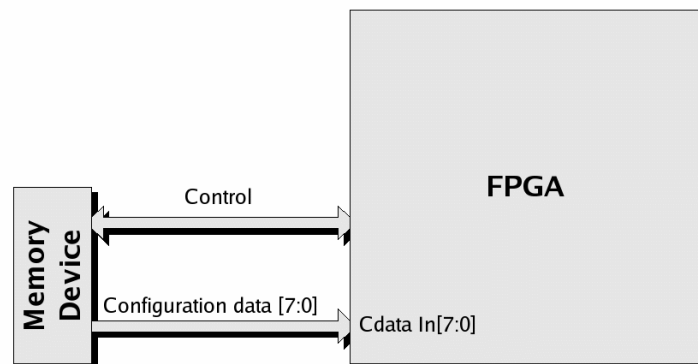 Control
FPGA
Memory
Device
Configuration data [7:0]
Cdata In[7:0]